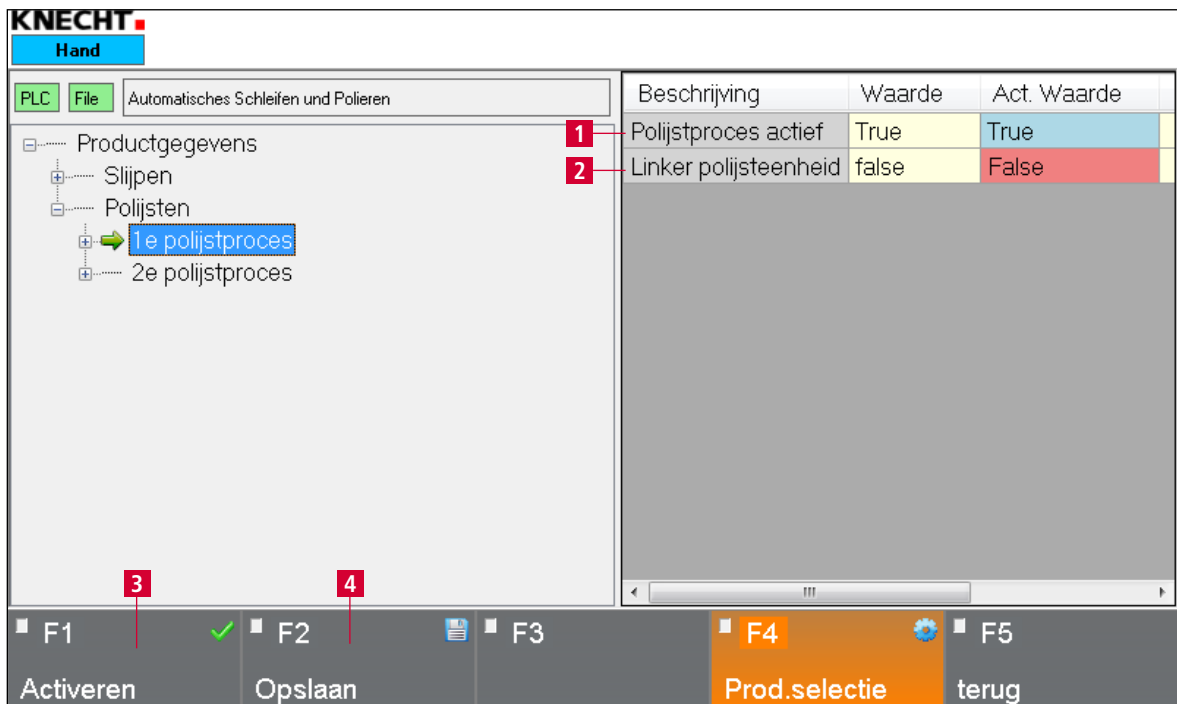 KNECHT
Hand
PLC File Automatisches Schleifen und Polieren
Beschrijving Waarde Act. Waarde
1 Polijstproces actief True True
2 Linker polijsteenheid false False
Productgegevens
Slijpen
Polijsten
1e polijstproces
2e polijstproces
3 4
F1 F2 F3 F4 F5
Activeren Opslaan Prod.selectie terug